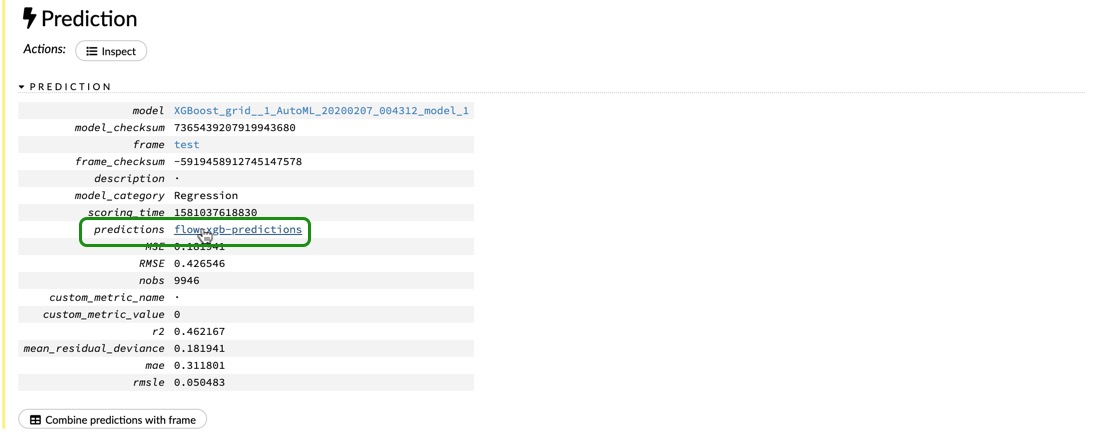 Prediction
Actions: Inspect
PREDICTION
model XGBoost_grid__1_AutoML_20200207_004312_model_1
model_checksum 7365439207919943680
frame test
frame_checksum -5919458912745147578
description ·
model_category Regression
scoring_time 1581037618830
predictions flow-xgb-predictions
MSE 0.181941
RMSE 0.426546
nobs 9946
custom_metric_name ·
custom_metric_value 0
r2 0.462167
mean_residual_deviance 0.181941
mae 0.311801
rmsle 0.050483
Combine predictions with frame